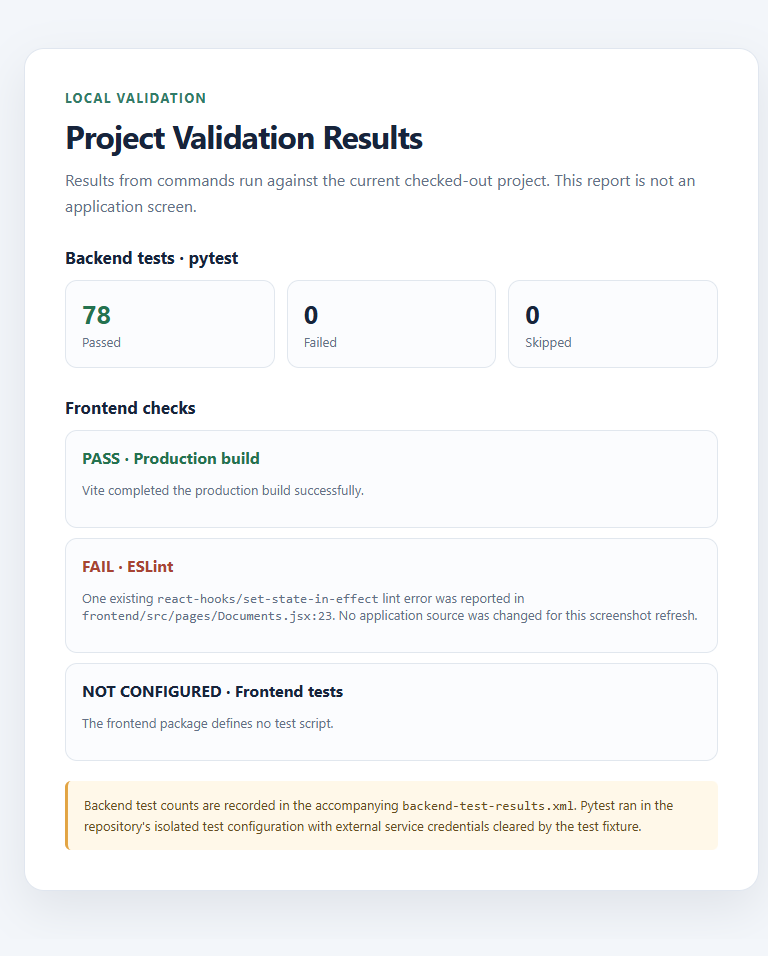 LOCAL VALIDATION
Project Validation Results
Results from commands run against the current checked-out project. This report is not an
application screen.
Backend tests · pytest
78
Passed
0
Failed
0
Skipped
Frontend checks
PASS · Production build
Vite completed the production build successfully.
FAIL · ESLint
One existing react-hooks/set-state-in-effect lint error was reported in
frontend/src/pages/Documents.jsx:23. No application source was changed for this screenshot refresh.
NOT CONFIGURED · Frontend tests
The frontend package defines no test script.
Backend test counts are recorded in the accompanying backend-test-results.xml. Pytest ran in the
repository's isolated test configuration with external service credentials cleared by the test fixture.